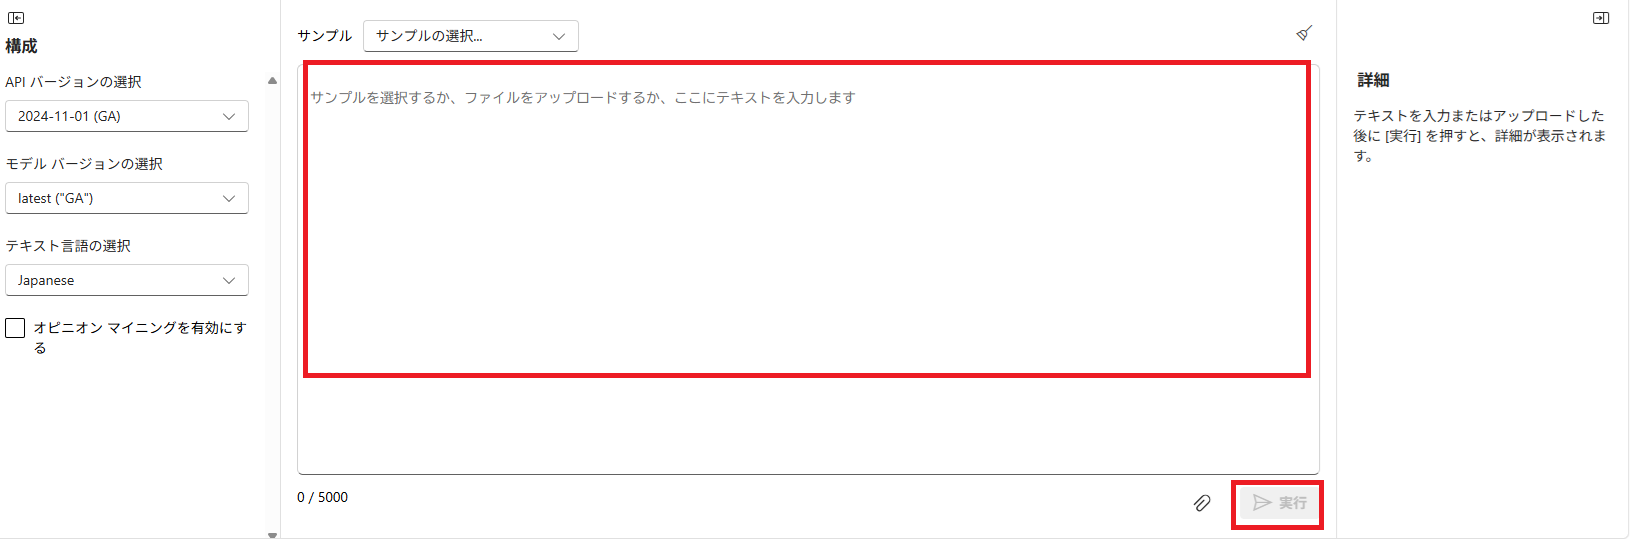 構成
API バージョンの選択
2024-11-01 (GA)
モデル バージョンの選択
latest ("GA")
テキスト言語の選択
Japanese
オピニオン マイニングを有効にす
る
サンプル
サンプルの選択...
サンプルを選択するか、ファイルをアップロードするか、ここにテキストを入力します
0 / 5000
実行
詳細
テキストを入力またはアップロードした
後に [実行] を押すと、詳細が表示されま
す。